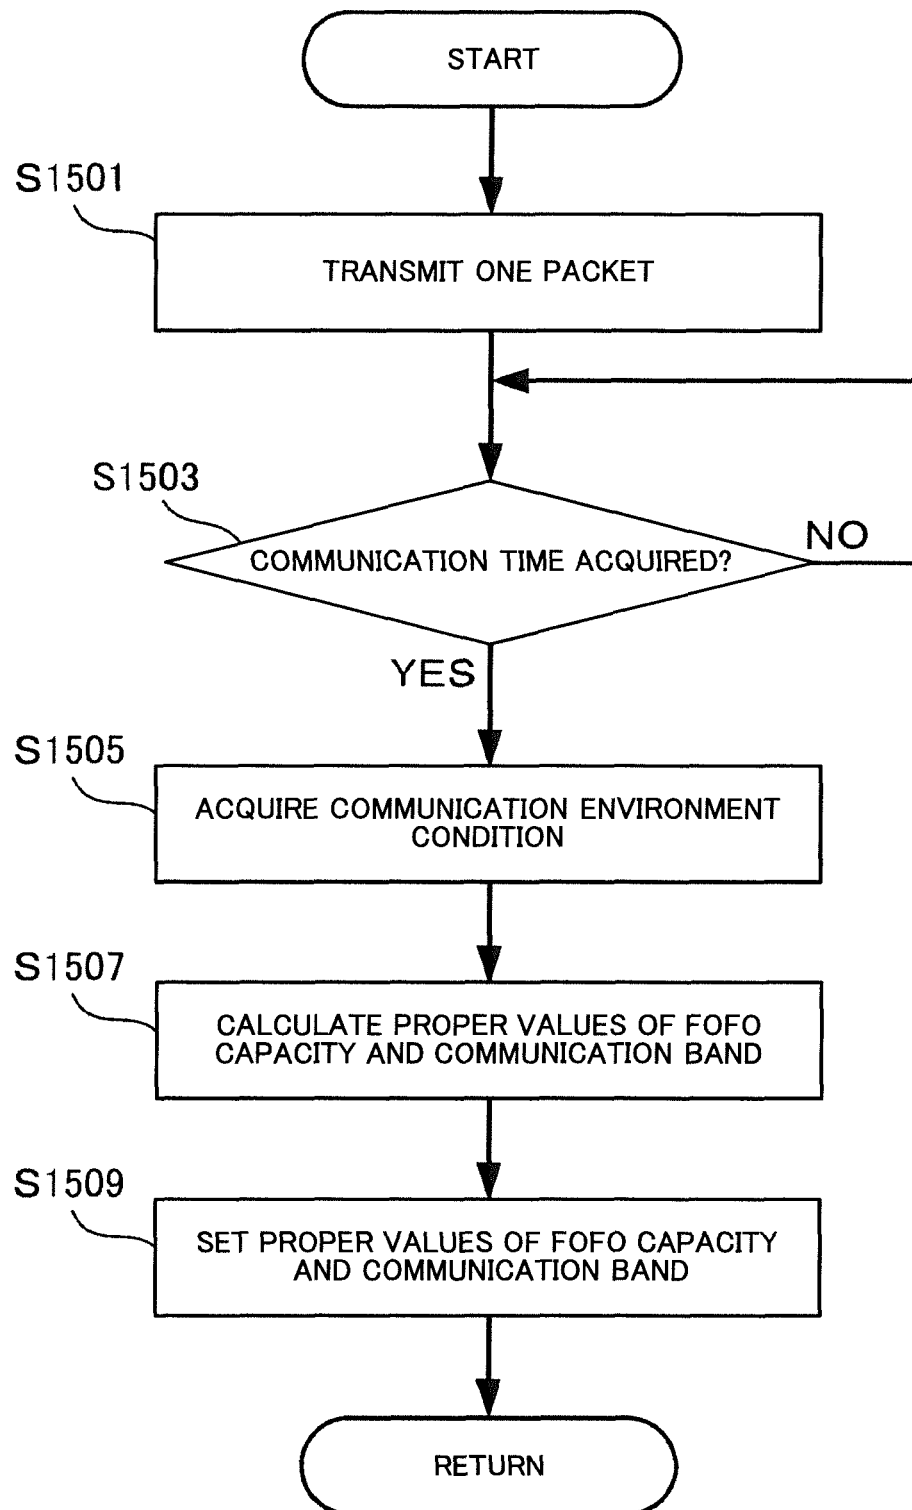 START
S1501
TRANSMIT ONE PACKET
S1503
COMMUNICATION TIME ACQUIRED?
NO
YES
S1505
ACQUIRE COMMUNICATION ENVIRONMENT
CONDITION
S1507
CALCULATE PROPER VALUES OF FOFO
CAPACITY AND COMMUNICATION BAND
S1509
SET PROPER VALUES OF FOFO CAPACITY
AND COMMUNICATION BAND
RETURN